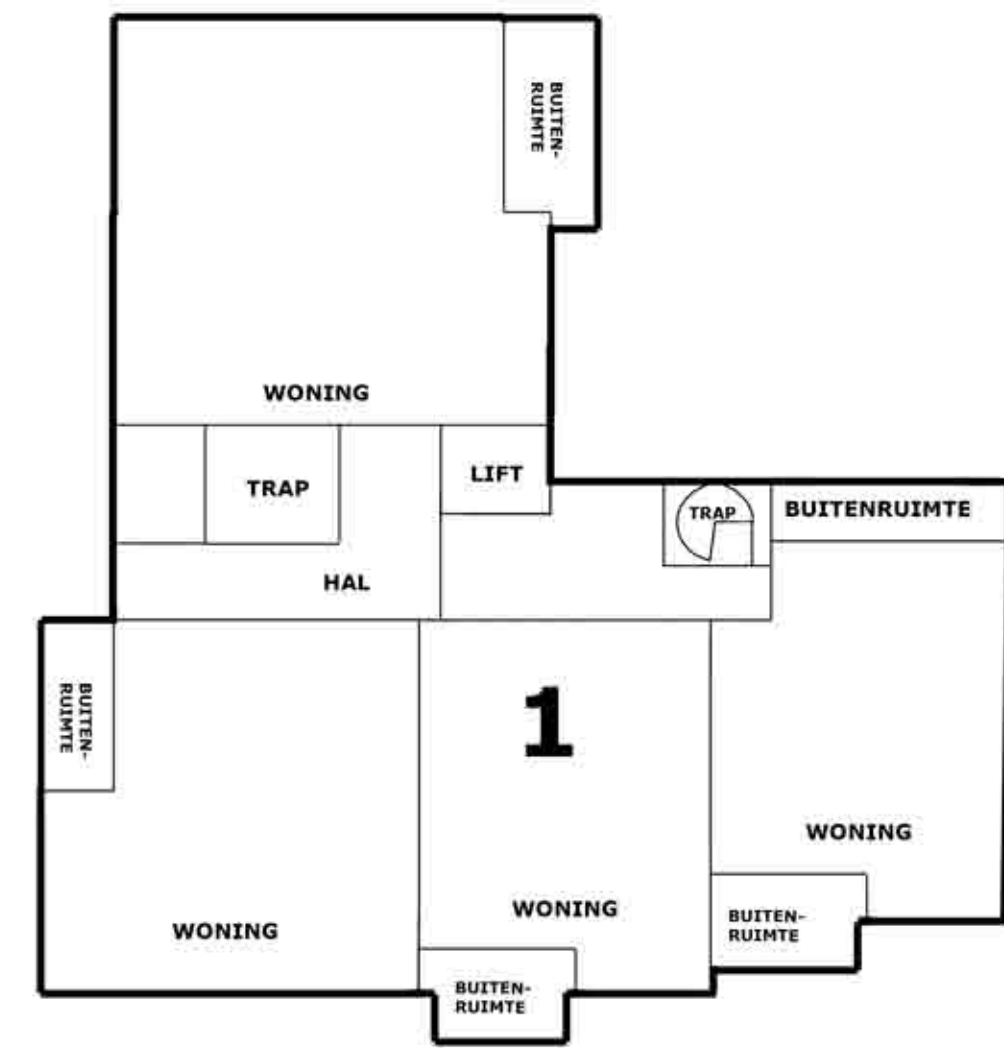 BUITEN-
RUIMTE
WONING
TRAP
LIFT
TRAP
BUITENRUIMTE
HAL
BUITEN-
RUIMTE
1
WONING
WONING
WONING
BUITEN-
RUIMTE
BUITEN-
RUIMTE